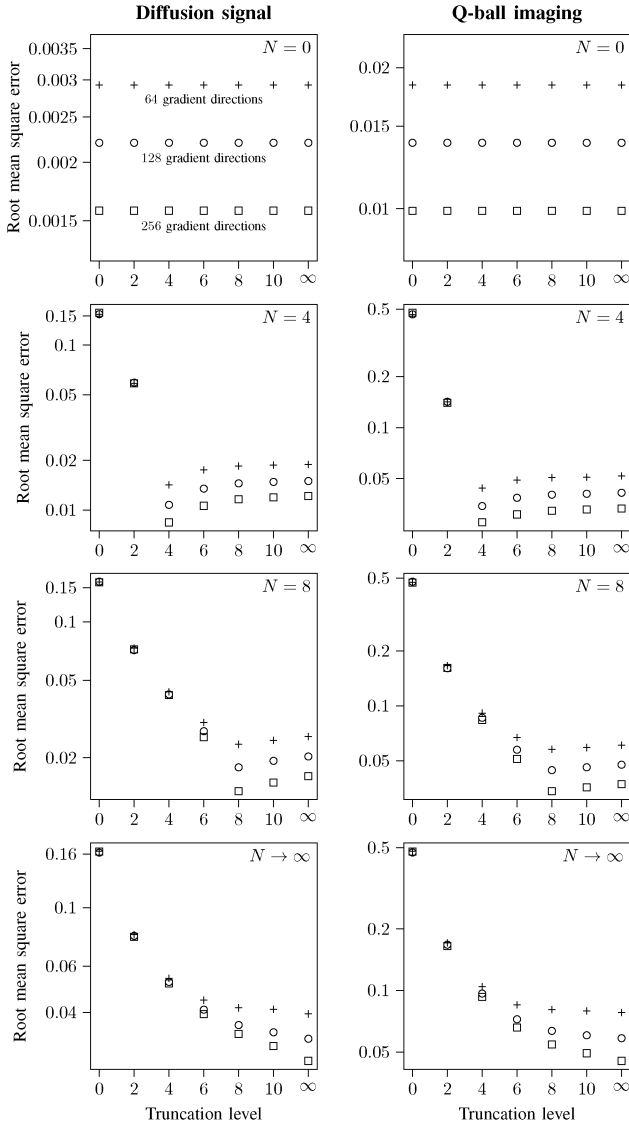 Diffusion signal
Q-ball imaging
Root mean square error
0.0035
0.003
0.0025
0.002
0.0015
N = 0
64 gradient directions
128 gradient directions
256 gradient directions
0 2 4 6 8 10 ∞
0.02
0.015
0.01
N = 0
0 2 4 6 8 10 ∞
Root mean square error
0.15
0.1
0.05
0.02
0.01
N = 4
0 2 4 6 8 10 ∞
0.5
0.2
0.1
0.05
N = 4
0 2 4 6 8 10 ∞
Root mean square error
0.15
0.1
0.05
0.02
N = 8
0 2 4 6 8 10 ∞
0.5
0.2
0.1
0.05
N = 8
0 2 4 6 8 10 ∞
Root mean square error
0.16
0.1
0.06
0.04
N → ∞
0 2 4 6 8 10 ∞
Truncation level
0.5
0.2
0.1
0.05
N → ∞
0 2 4 6 8 10 ∞
Truncation level